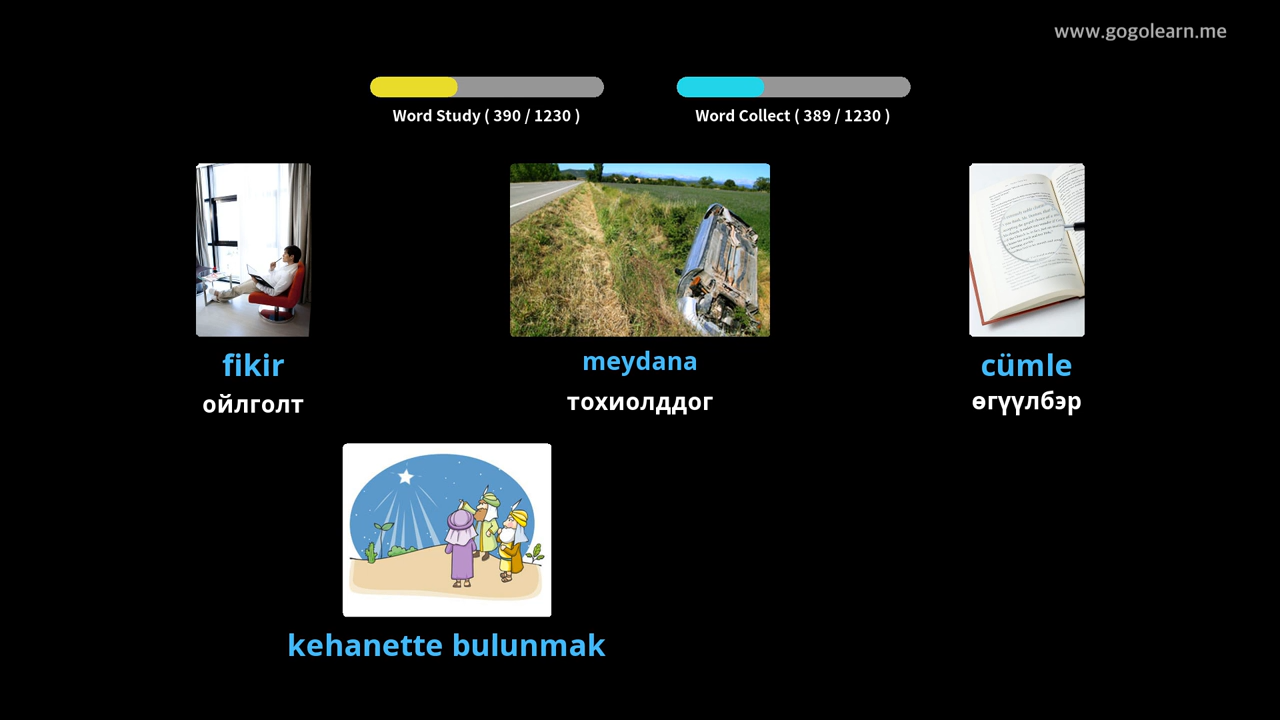 www.gogolearn.me
Word Study ( 390 / 1230 )
Word Collect ( 389 / 1230 )
fikir
ойлголт
meydana
тохиолддог
cümle
өгүүлбэр
kehanette bulunmak